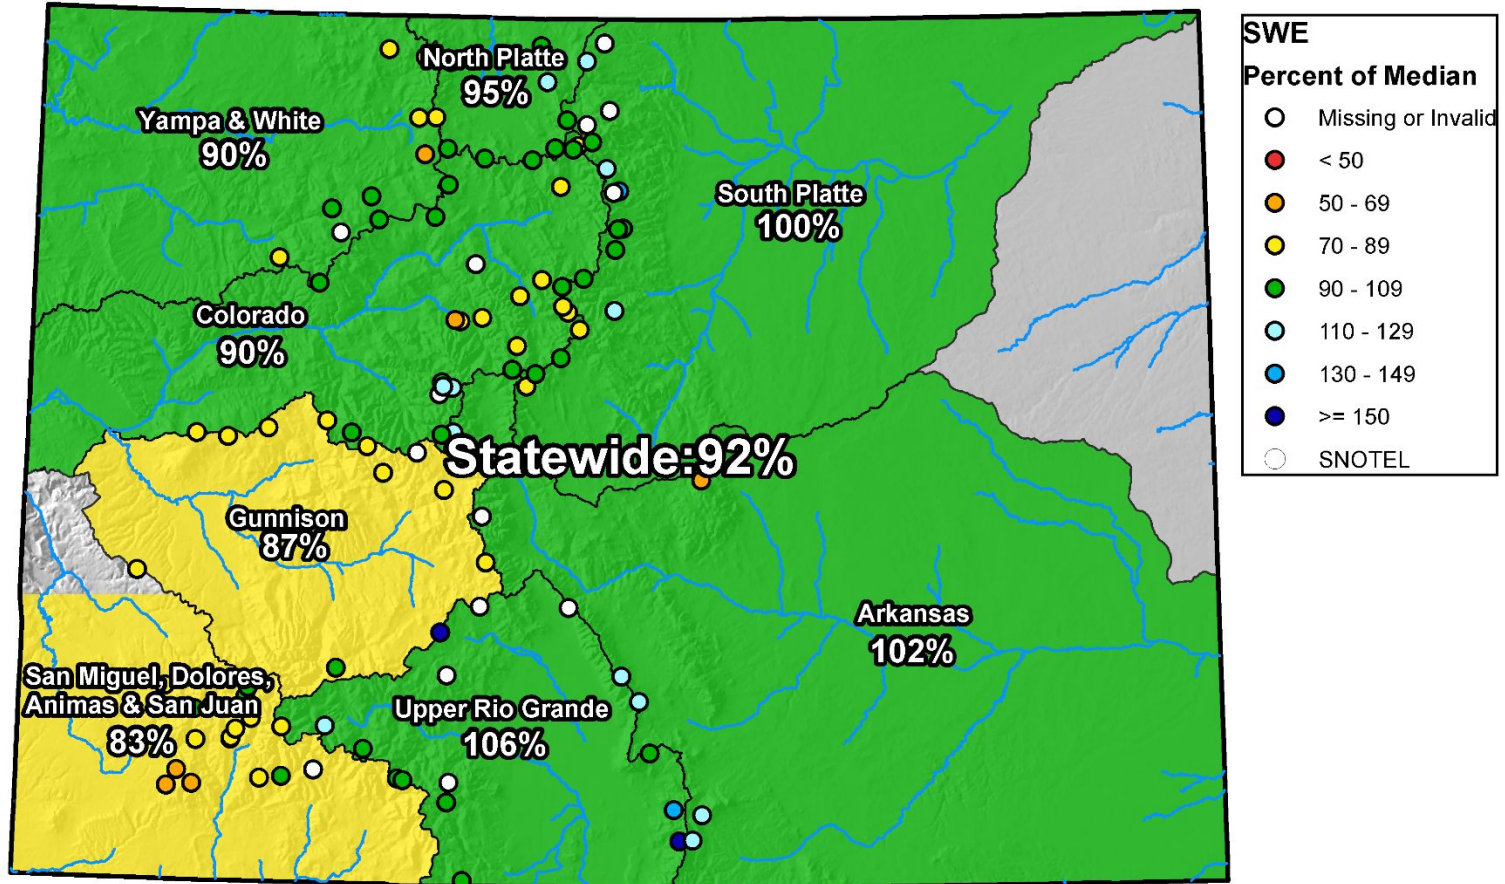 North Platte
95%
Yampa & White
90%
South Platte
100%
Colorado
90%
Statewide:92%
Gunnison
87%
Arkansas
102%
San Miguel, Dolores,
Animas & San Juan
83%
Upper Rio Grande
106%
SWE
Percent of Median
Missing or Invalid
< 50
50 - 69
70 - 89
90 - 109
110 - 129
130 - 149
>= 150
SNOTEL